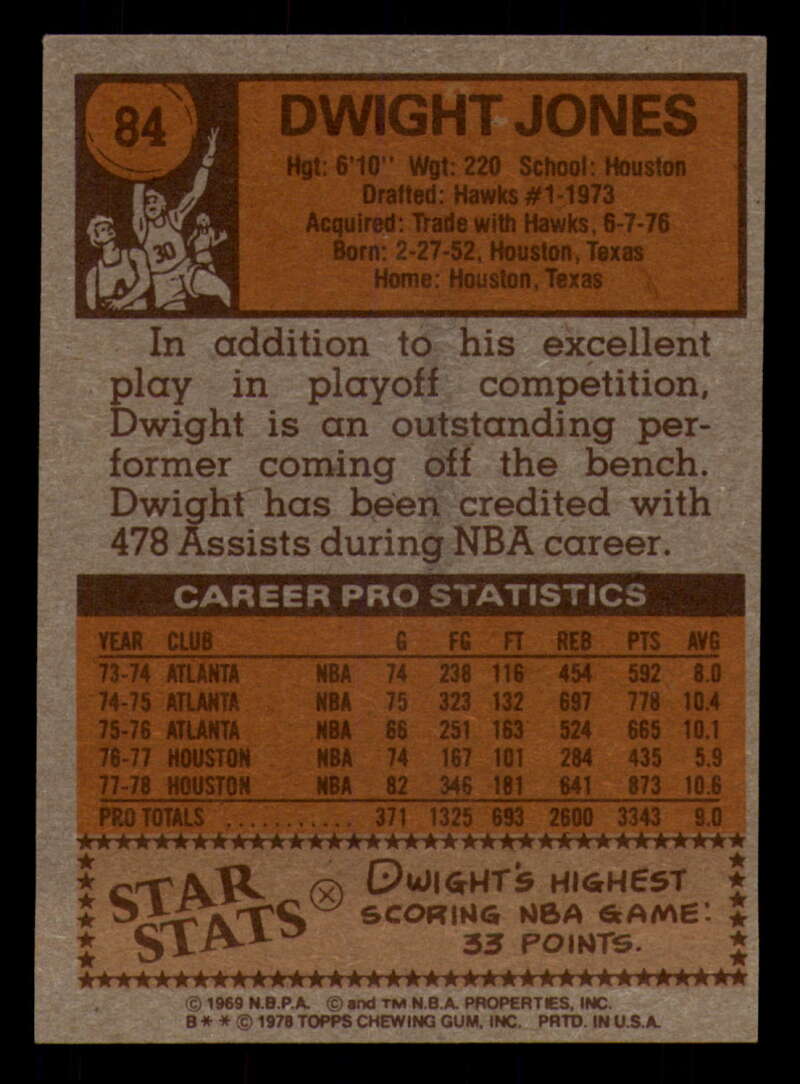 84
30
DWIGHT JONES
Hgt: 6'10" Wgt: 220 School: Houston
Drafted: Hawks #1-1973
Acquired: Trade with Hawks, 6-7-76
Born: 2-27-52, Houston, Texas
Home: Houston, Texas
In addition to his excellent
play in playoff competition,
Dwight is an outstanding per-
former coming off the bench.
Dwight has been credited with
478 Assists during NBA career.
CAREER PRO STATISTICS
YEAR CLUB G FG FT REB PTS AVG
73-74 ATLANTA NBA 74 238 116 454 592 8.0
74-75 ATLANTA NBA 75 323 132 697 778 10.4
75-76 ATLANTA NBA 66 251 163 524 665 10.1
76-77 HOUSTON NBA 74 167 101 284 435 5.9
77-78 HOUSTON NBA 82 346 181 641 873 10.6
PRO TOTALS ............ 371 1325 693 2600 3343 9.0
STAR
STATS
DWIGHT'S HIGHEST
SCORING NBA GAME:
33 POINTS.
© 1969 N.B.P.A. © and TM N.B.A. PROPERTIES, INC.
B* * © 1978 TOPPS CHEWING GUM, INC. PRTD. IN U.S.A.